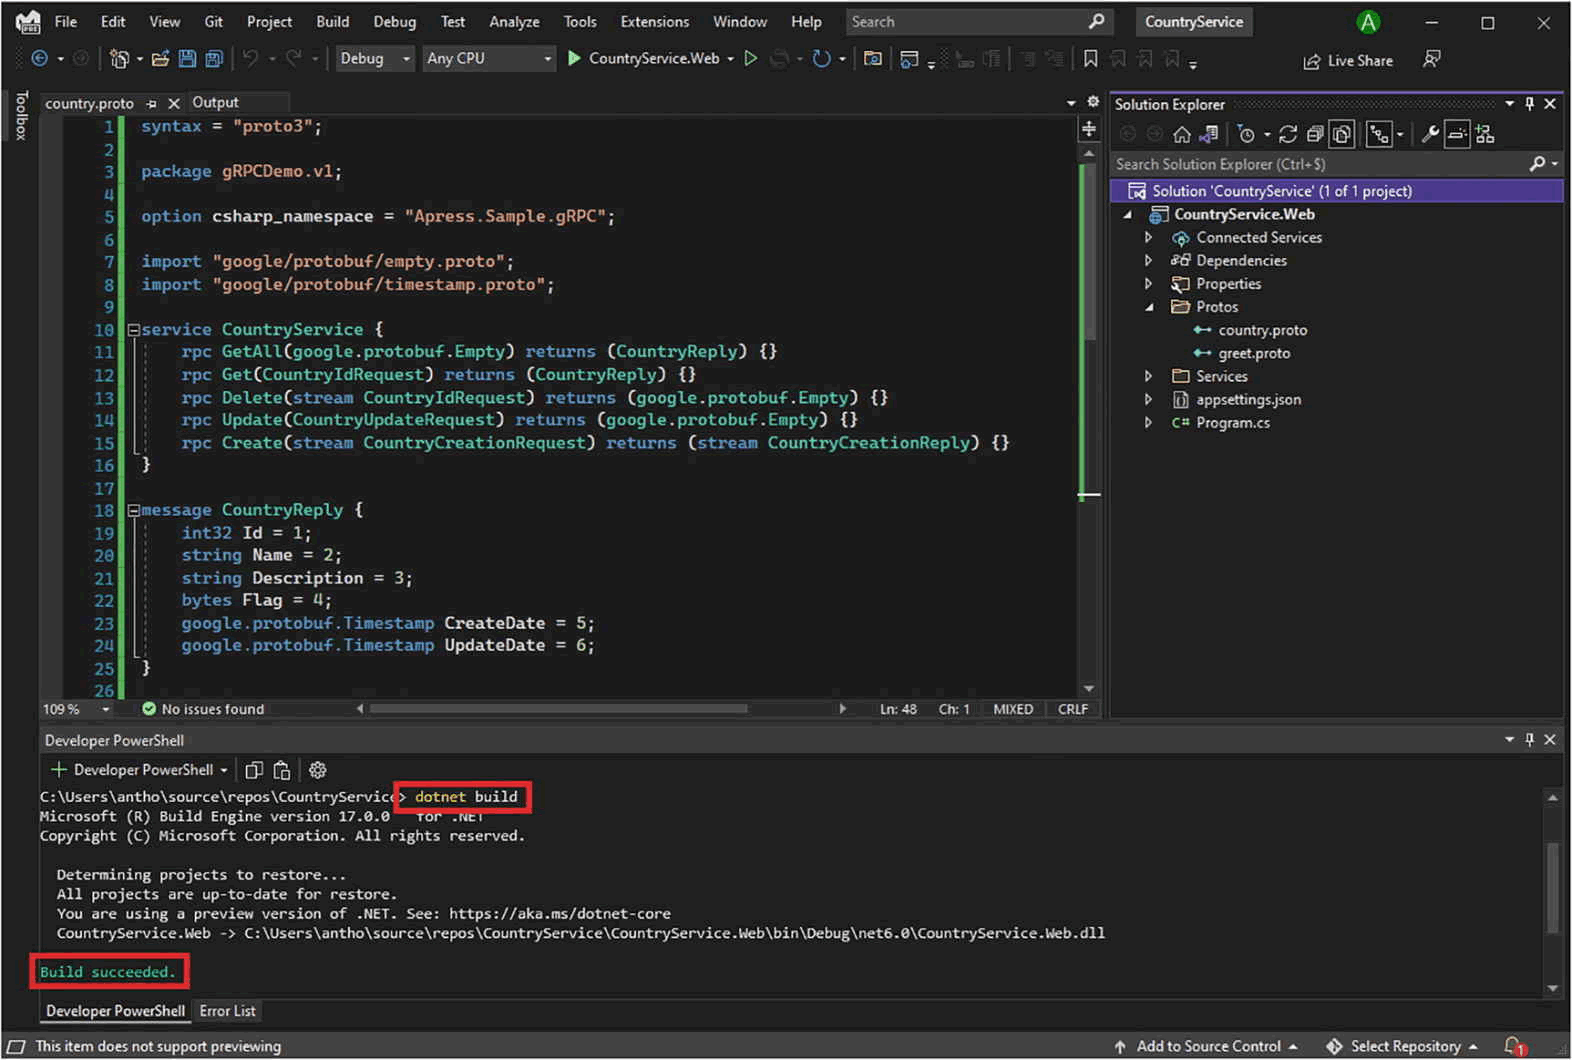 File Edit View Git Project Build Debug Test Analyze Tools Extensions Window Help Search CountryService A
PRE
Debug Any CPU CountryService.Web Live Share
Toolbox
country.proto Output
1 syntax = "proto3";
2
3 package gRPCDemo.v1;
4
5 option csharp_namespace = "Apress.Sample.gRPC";
6
7 import "google/protobuf/empty.proto";
8 import "google/protobuf/timestamp.proto";
9
10 service CountryService {
11 rpc GetAll(google.protobuf.Empty) returns (CountryReply) {}
12 rpc Get(CountryIdRequest) returns (CountryReply) {}
13 rpc Delete(stream CountryIdRequest) returns (google.protobuf.Empty) {}
14 rpc Update(CountryUpdateRequest) returns (google.protobuf.Empty) {}
15 rpc Create(stream CountryCreationRequest) returns (stream CountryCreationReply) {}
16 }
17
18 message CountryReply {
19 int32 Id = 1;
20 string Name = 2;
21 string Description = 3;
22 bytes Flag = 4;
23 google.protobuf.Timestamp CreateDate = 5;
24 google.protobuf.Timestamp UpdateDate = 6;
25 }
26
109 % No issues found Ln: 48 Ch: 1 MIXED CRLF
Solution Explorer
Search Solution Explorer (Ctrl+$)
Solution 'CountryService' (1 of 1 project)
CountryService.Web
Connected Services
Dependencies
Properties
Protos
country.proto
greet.proto
Services
appsettings.json
C# Program.cs
Developer PowerShell
Developer PowerShell
C:\Users\antho\source\repos\CountryService> dotnet build
Microsoft (R) Build Engine version 17.0.0 for .NET
Copyright (C) Microsoft Corporation. All rights reserved.
Determining projects to restore...
All projects are up-to-date for restore.
You are using a preview version of .NET. See: https://aka.ms/dotnet-core
CountryService.Web -> C:\Users\antho\source\repos\CountryService\CountryService.Web\bin\Debug\net6.0\CountryService.Web.dll
Build succeeded.
Developer PowerShell Error List
This item does not support previewing Add to Source Control Select Repository 1